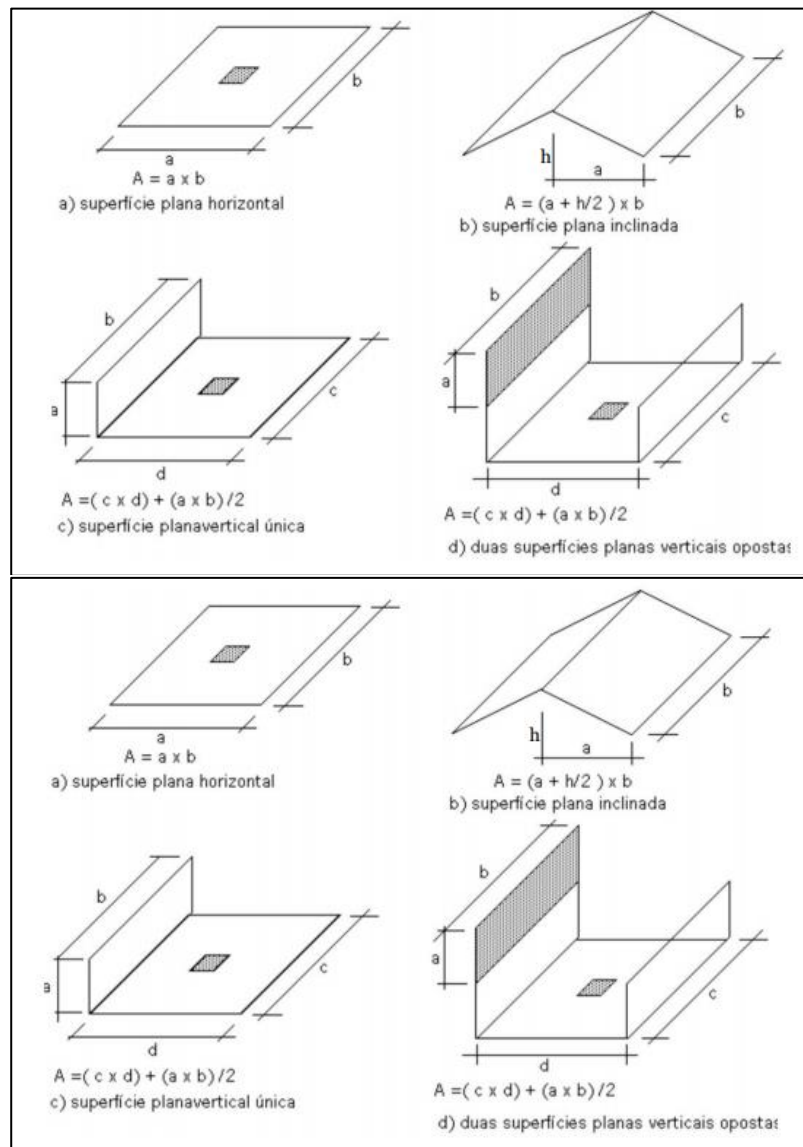 b
a
A = a x b
a) superfície plana horizontal
h
a
b
A = (a + h/2 ) x b
b) superfície plana inclinada
b
a
c
d
A =( c x d) + (a x b)/2
c) superfície planavertical única
b
a
c
d
A =(c x d) + (a x b)/2
d) duas superfícies planas verticais opostas
b
a
A = a x b
a) superfície plana horizontal
h
a
b
A = (a + h/2 ) x b
b) superfície plana inclinada
b
a
c
d
A =( c x d) + (a x b)/2
c) superfície planavertical única
b
a
c
d
A =(c x d) + (a x b)/2
d) duas superfícies planas verticais opostas